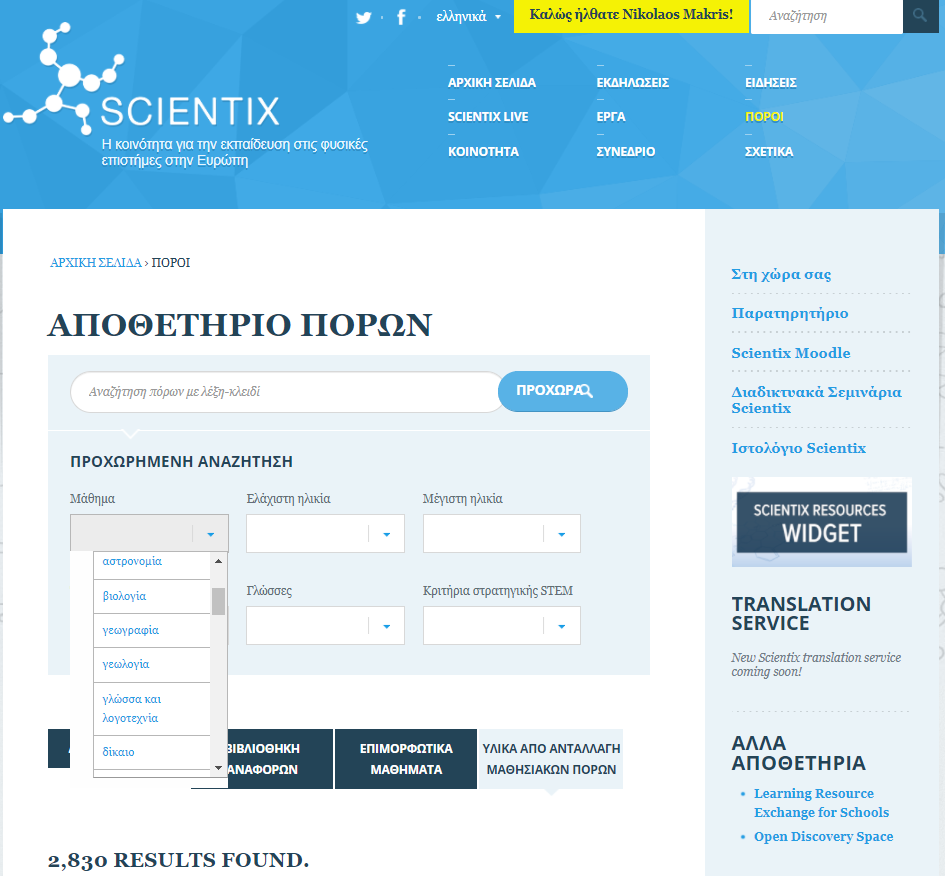 ελληνικά
Καλώς ήλθατε Nikolaos Makris!
Αναζήτηση
SCIENTIX
Η κοινότητα για την εκπαίδευση στις φυσικές
επιστήμες στην Ευρώπη
ΑΡΧΙΚΗ ΣΕΛΙΔΑ
ΕΚΔΗΛΩΣΕΙΣ
ΕΙΔΗΣΕΙΣ
SCIENTIX LIVE
ΕΡΓΑ
ΠΟΡΟΙ
ΚΟΙΝΟΤΗΤΑ
ΣΥΝΕΔΡΙΟ
ΣΧΕΤΙΚΑ
ΑΡΧΙΚΗ ΣΕΛΙΔΑ › ΠΟΡΟΙ
ΑΠΟΘΕΤΗΡΙΟ ΠΟΡΩΝ
Αναζήτηση πόρων με λέξη-κλειδί
ΠΡΟΧΩΡΑ
ΠΡΟΧΩΡΗΜΕΝΗ ΑΝΑΖΗΤΗΣΗ
Μάθημα
Ελάχιστη ηλικία
Μέγιστη ηλικία
αστρονομία
βιολογία
γεωγραφία
γεωλογία
γλώσσα και
λογοτεχνία
δίκαιο
Γλώσσες
Κριτήρια στρατηγικής STEM
ΒΙΒΛΙΟΘΗΚΗ
ΑΝΑΦΟΡΩΝ
ΕΠΙΜΟΡΦΩΤΙΚΑ
ΜΑΘΗΜΑΤΑ
ΥΛΙΚΑ ΑΠΟ ΑΝΤΑΛΛΑΓΗ
ΜΑΘΗΣΙΑΚΩΝ ΠΟΡΩΝ
2,830 RESULTS FOUND.
Στη χώρα σας
Παρατηρητήριο
Scientix Moodle
Διαδικτυακά Σεμινάρια
Scientix
Ιστολόγιο Scientix
SCIENTIX RESOURCES
WIDGET
TRANSLATION
SERVICE
New Scientix translation service
coming soon!
ΑΛΛΑ
ΑΠΟΘΕΤΗΡΙΑ
Learning Resource
Exchange for Schools
Open Discovery Space